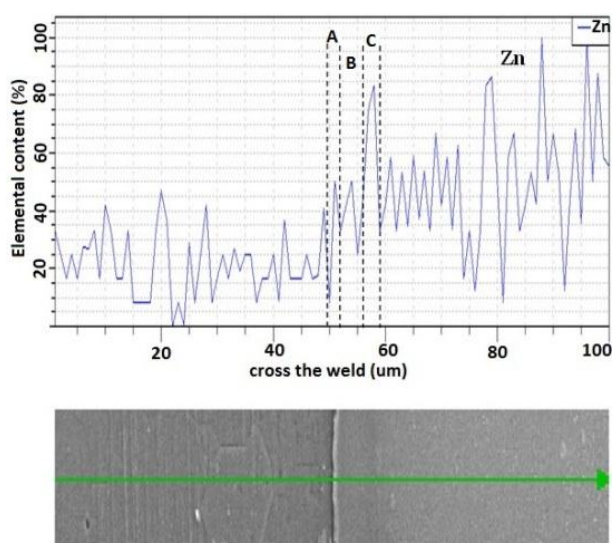 Zn
A
B
C
Zn
100
80
60
40
20
Elemental content (%)
20
40
60
80
100
cross the weld (um)